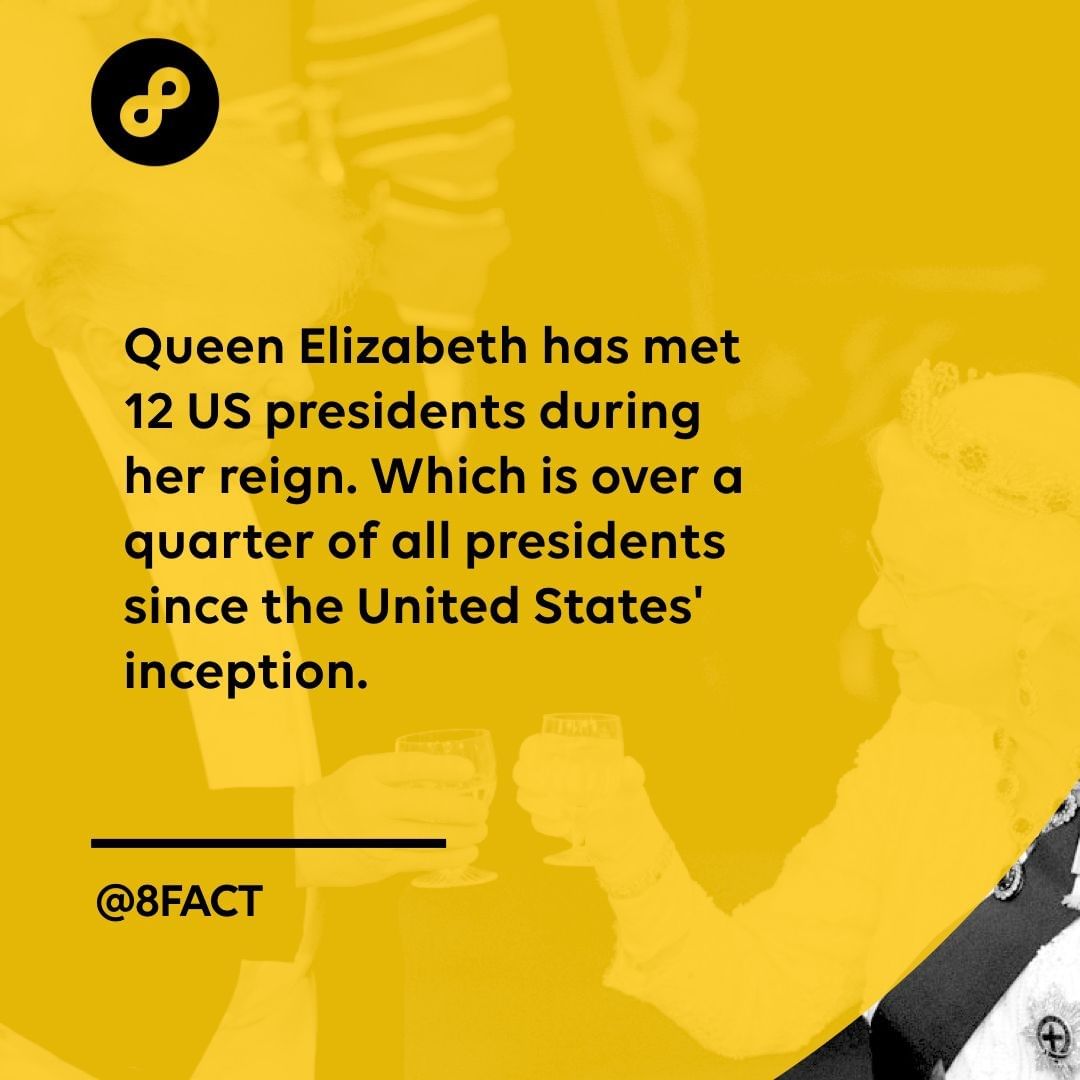 Queen Elizabeth has met
12 US presidents during
her reign. Which is over a
quarter of all presidents
since the United States'
inception.
@8FACT